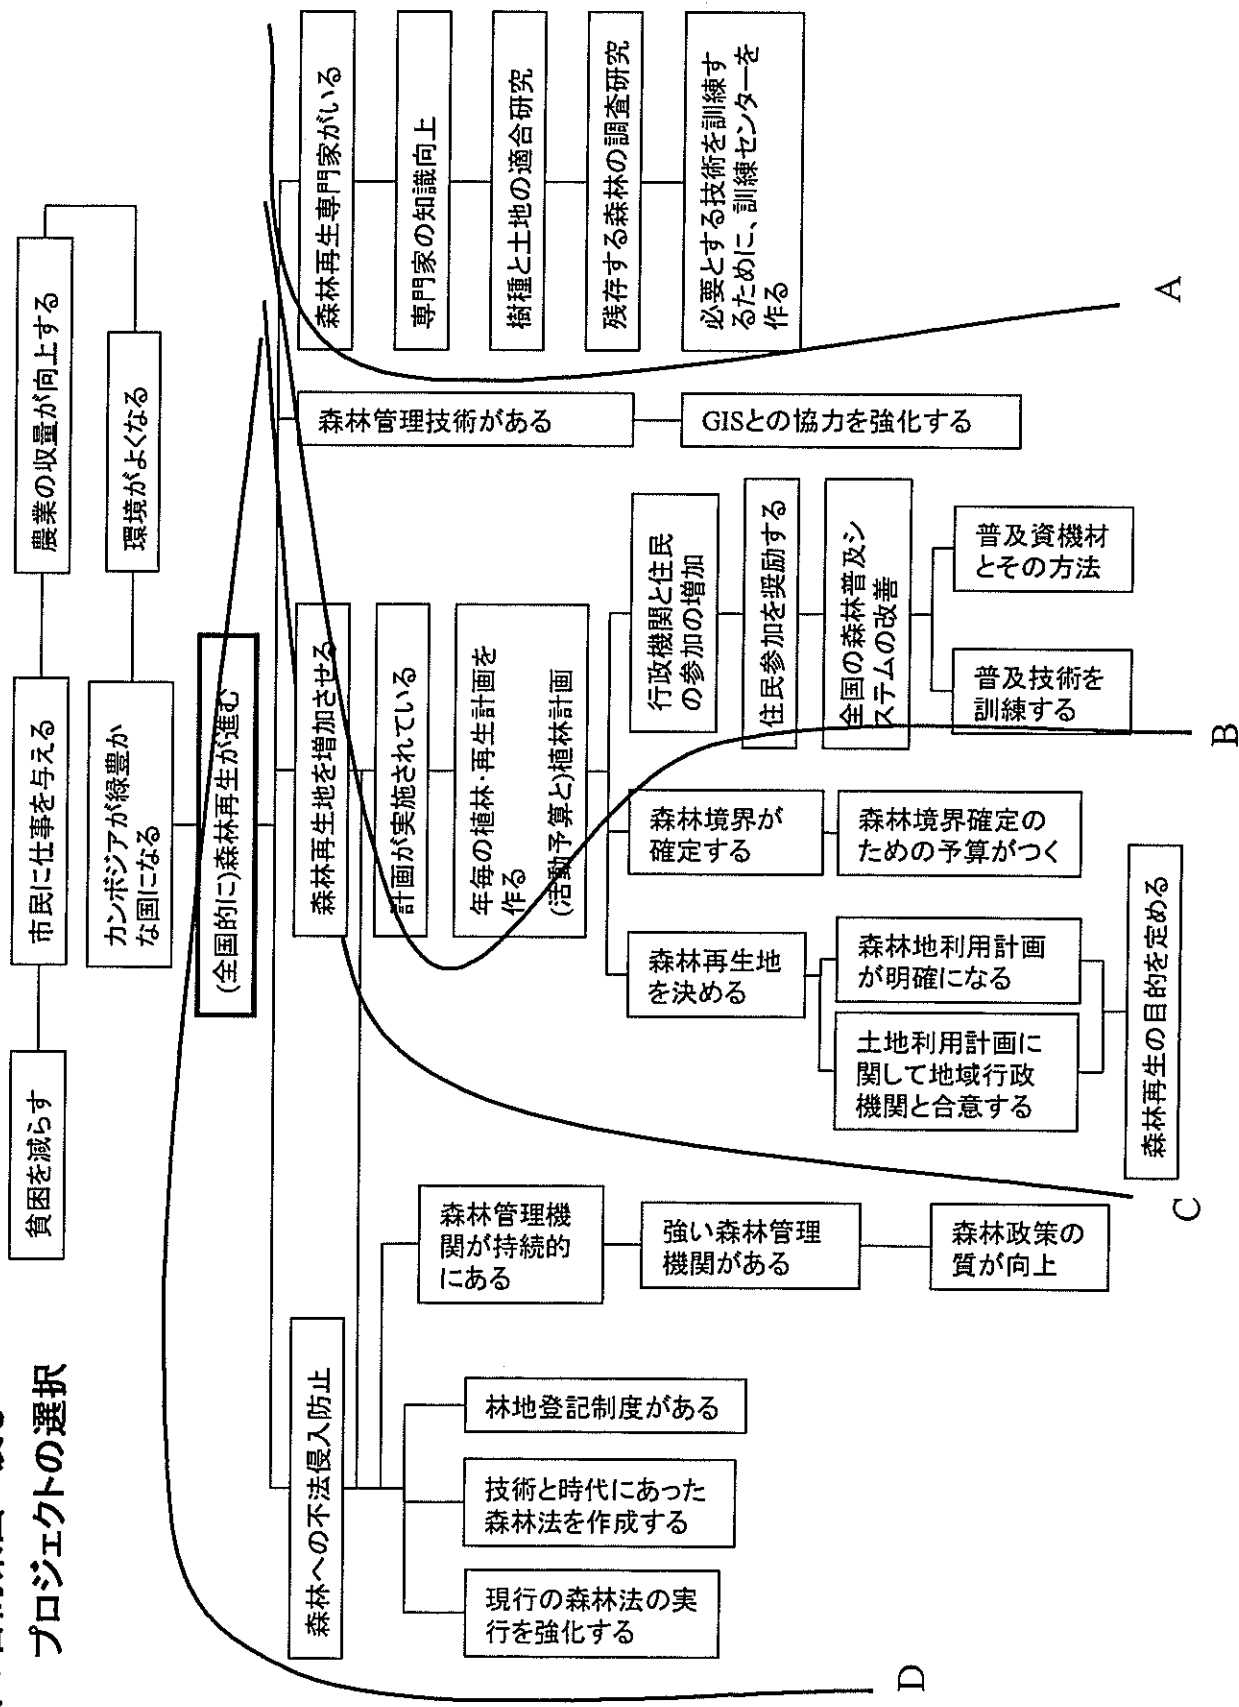 プロジェクトの選択
貧困を減らす
市民に仕事を与える
農業の収量が向上する
カンボジアが緑豊か
な国になる
環境がよくなる
(全国的に)森林再生が進む
森林への不法侵入防止
森林再生地を増加させる
森林管理技術がある
森林再生専門家がいる
計画が実施されている
専門家の知識向上
森林管理機
関が持続的
にある
年毎の植林・再生計画を
作る
(活動予算と)植林計画
現行の森林法の実
行を強化する
技術と時代にあった
森林法を作成する
林地登記制度がある
樹種と土地の適合研究
残存する森林の調査研究
強い森林管理
機関がある
森林再生地
を決める
森林境界が
確定する
行政機関と住民
の参加の増加
GISとの協力を強化する
必要とする技術を訓練す
るために、訓練センターを
作る
住民参加を奨励する
土地利用計画に
関して地域行政
機関と合意する
森林地利用計画
が明確になる
森林境界確定の
ための予算がつく
全国の森林普及シ
ステムの改善
森林政策の
質が向上
普及技術を
訓練する
普及資機材
とその方法
森林再生の目的を定める
D
C
B
A